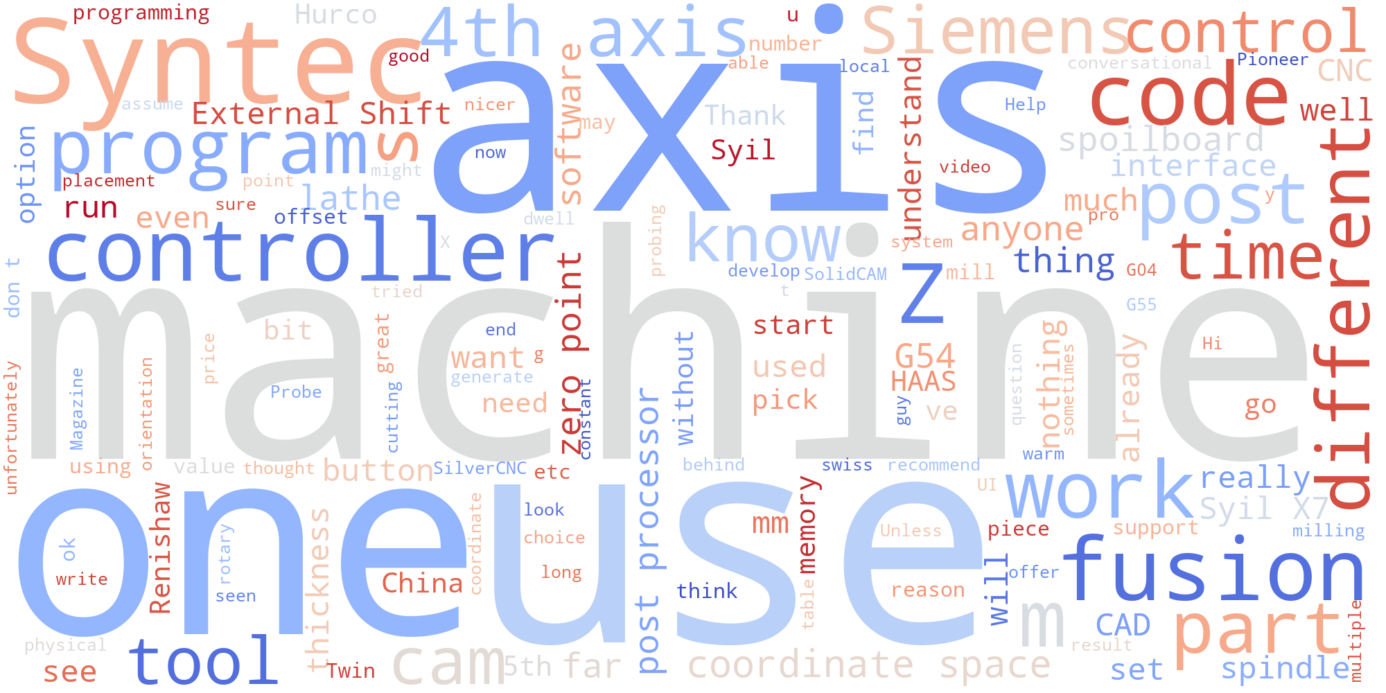 programming
Hurco
u
Syntec
good
4th axis
number
able
local
Siemens
control
conversational
Pioneer
CNC
assume
External Shift
nicer
may
software
axis
Thank
Syil
find
understand
video
Help
code
well
spoilboard
interface
option
program
s
now
might
placement
point
lathe
run
even
sure
offset
dwell
X
controller
probing
know
system
anyone
much
pro
y
post
different
time
thing
G04
develop
SolidCAM
t
Z
mill
G55
don t
tried
machine
zero point
price
bit
great
end
want
g
generate
start
used
pick
G54
HAAS
ve
guy
question
nothing
sometimes
already
Hi
go
unfortunately
Magazine
orientation
Probe
cutting
need
constant
without
using
value
thought
button
SilverCNC
etc
post processor
behind
swiss
recommend
warm
UI
work
really
Syil X7
one
use
ok
write
Renishaw
rotary
seen
thickness
China
coordinate
look
choice
long
mm
memory
think
table
Unless
reason
piece
support
milling
offer
will
fusion
m
CAD
part
multiple
physical
see
tool
Twin
cam
5th
far
coordinate space
result
set
spindle